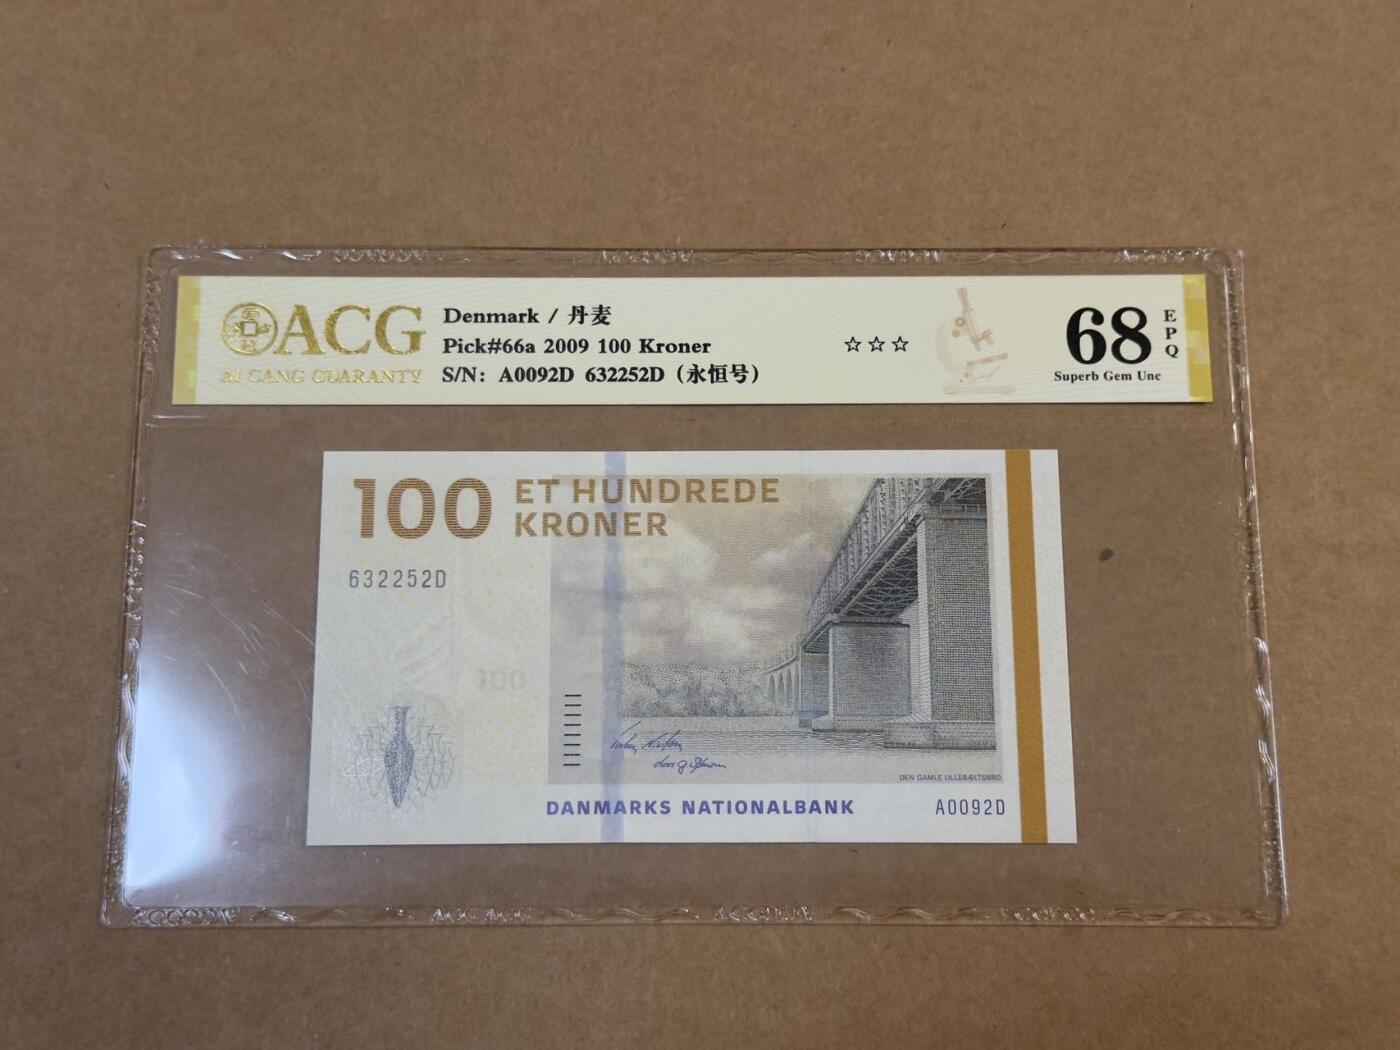 ACG
AI CANG GUARANTY
Denmark / 丹麦
Pick#66a 2009 100 Kroner
S/N: A0092D 632252D (永恒号)
☆☆☆
68
EPQ
Superb Gem Unc
100
ET HUNDREDE
KRONER
632252D
100
DEN GAMLE LILLEBÆLTSBRO
DANMARKS NATIONALBANK
A0092D